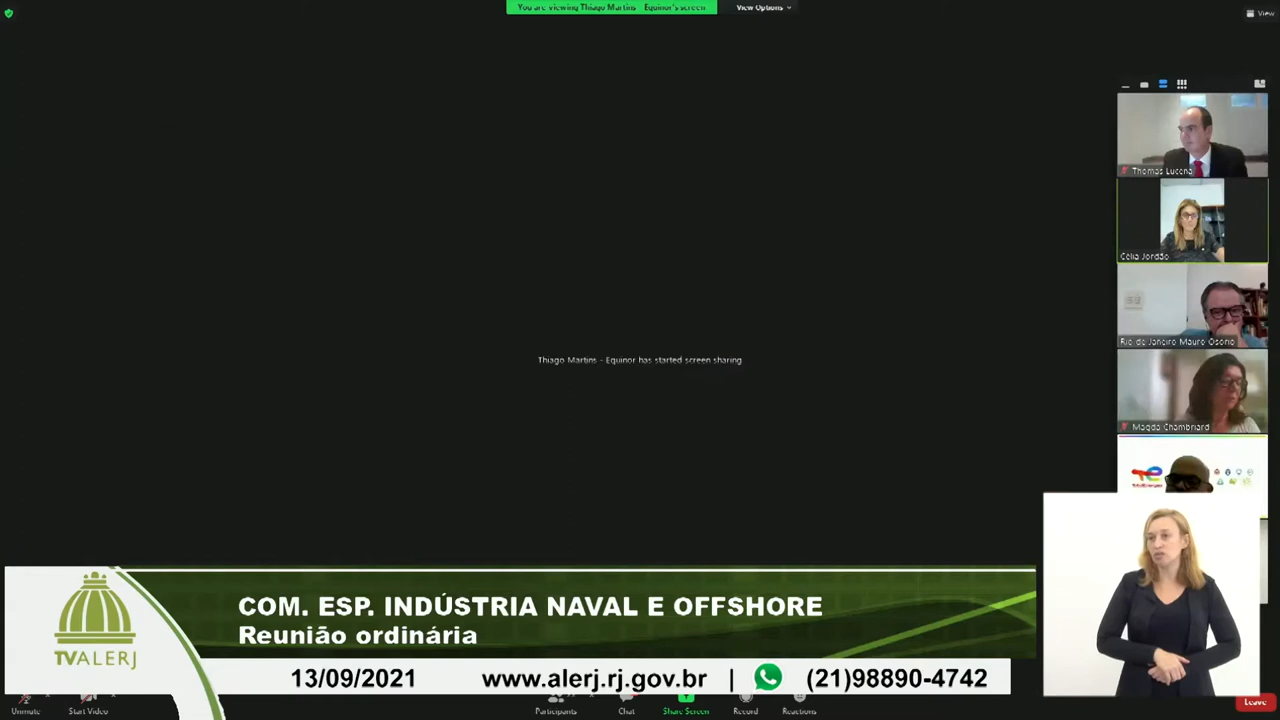 You are viewing Thiago Martins - Equinor's screen
View Options
View
Thomas Lucena
Célia Jordão
Rio de Janeiro Mauro Osorio
Magda Chambriard
Thiago Martins - Equinor has started screen sharing
COM. ESP. INDÚSTRIA NAVAL E OFFSHORE
Reunião ordinária
TVALERJ
13/09/2021 www.alerj.rj.gov.br | (21)98890-4742
Unmute Start Video Participants Chat Share Screen Record Reactions Leave